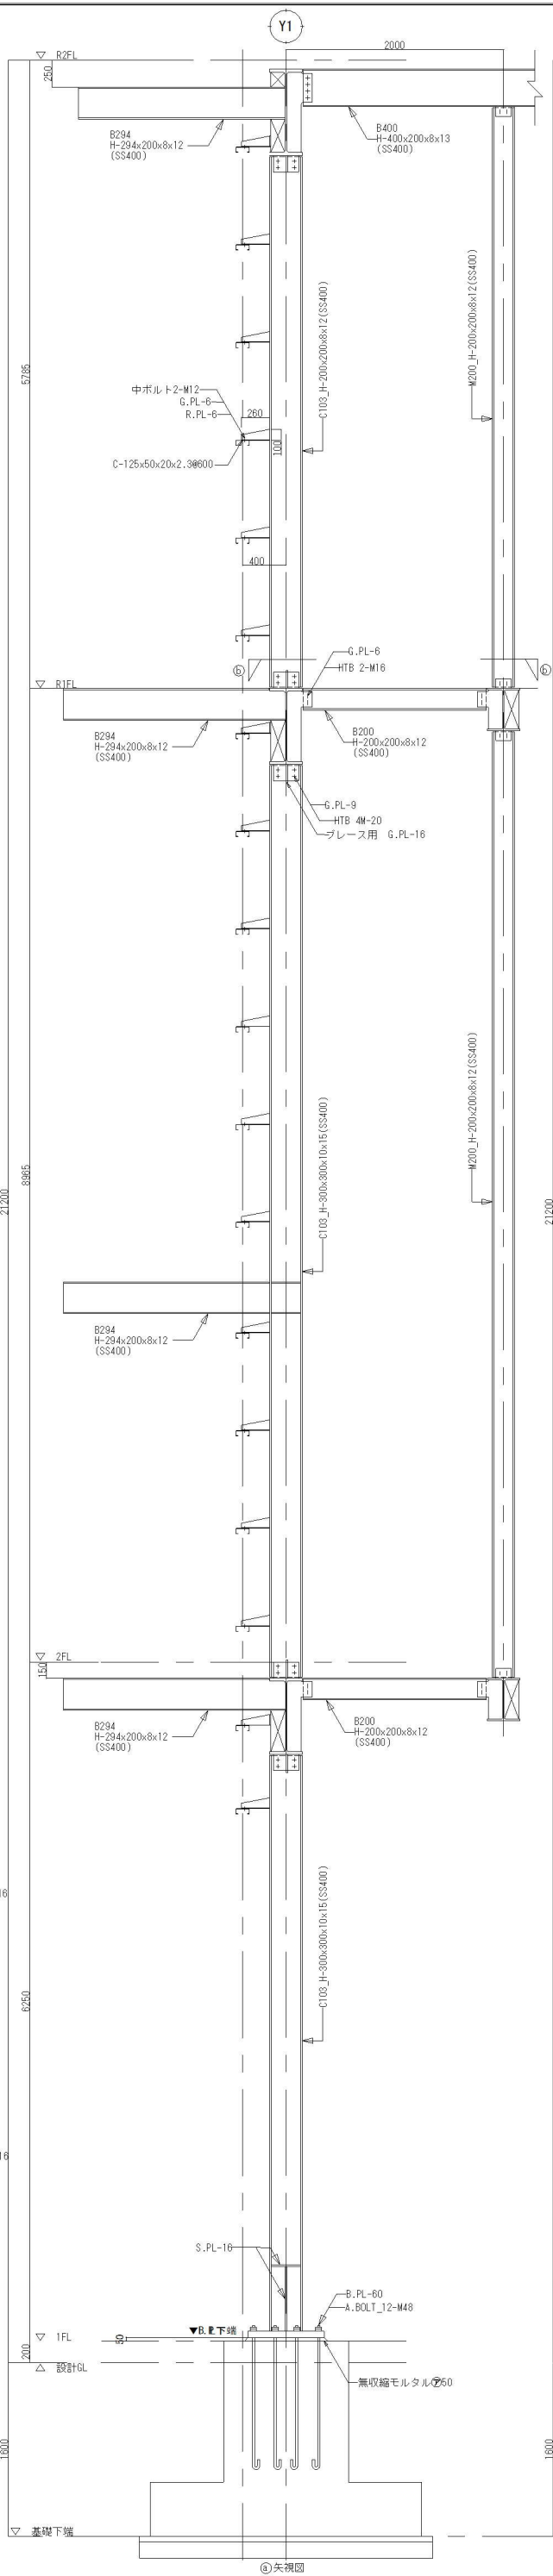 Y1
2000
R2FL
250
B294
H-294x200x8x12
(SS400)
B400
H-400x200x8x13
(SS400)
C103_H-200x200x8x12(SS400)
M200_H-200x200x8x12(SS400)
5785
中ボルト2-M12
G.PL-6
R.PL-6
260
100
C-125x50x20x2.3@600
400
G.PL-6
HTB 2-M16
b
b
R1FL
B294
H-294x200x8x12
(SS400)
B200
H-200x200x8x12
(SS400)
G.PL-9
HTB 4M-20
ブレース用 G.PL-16
C103_H-300x300x10x15(SS400)
M200_H-200x200x8x12(SS400)
8965
21200
21200
B294
H-294x200x8x12
(SS400)
2FL
150
B294
H-294x200x8x12
(SS400)
B200
H-200x200x8x12
(SS400)
C103_H-300x300x10x15(SS400)
16
6250
16
S.PL-16
B.PL-60
A.BOLT_12-M48
▼B.PL下端
1FL
50
200
設計GL
無収縮モルタル㋐50
1600
1600
基礎下端
ⓐ矢視図